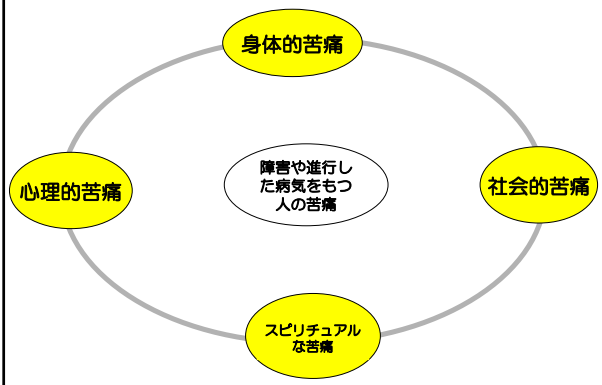 身体的苦痛
障害や進行し
た病気をもつ
人の苦痛
心理的苦痛
社会的苦痛
スピリチュアル
な苦痛